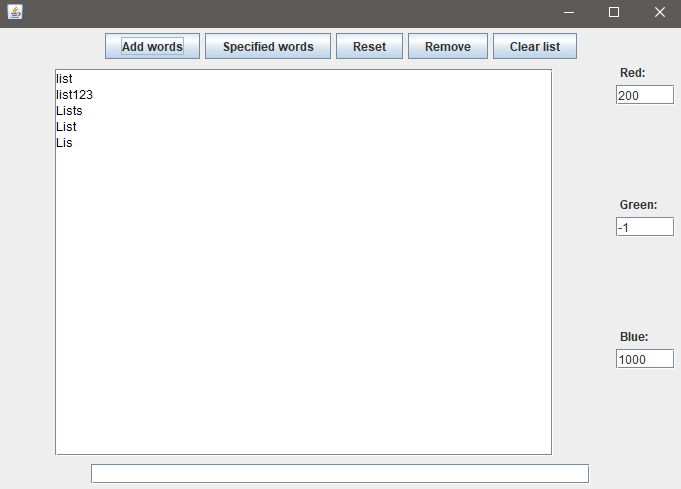 Add words Specified words Reset Remove Clear list
list
list123
Lists
List
Lis
Red:
200
Green:
-1
Blue:
1000